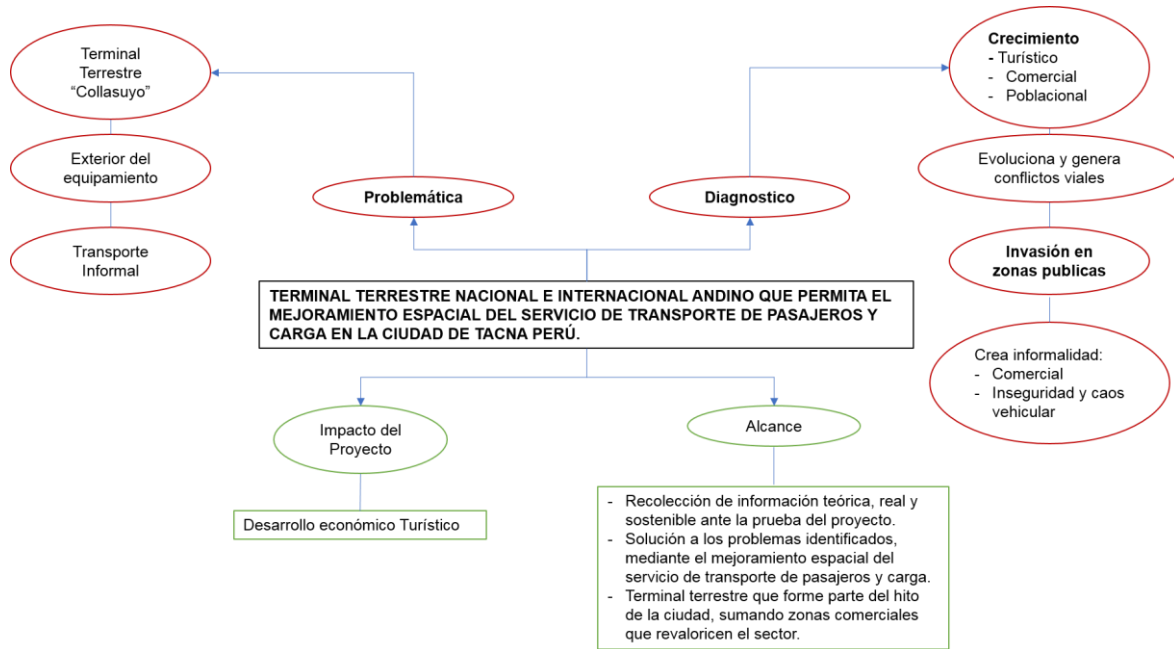 Terminal
Terrestre
“Collasuyo”
Exterior del
equipamiento
Transporte
Informal
Problemática
Diagnostico
Crecimiento
- Turístico
- Comercial
- Poblacional
Evoluciona y genera
conflictos viales
Invasión en
zonas publicas
Crea informalidad:
- Comercial
- Inseguridad y caos
vehicular
TERMINAL TERRESTRE NACIONAL E INTERNACIONAL ANDINO QUE PERMITA EL
MEJORAMIENTO ESPACIAL DEL SERVICIO DE TRANSPORTE DE PASAJEROS Y
CARGA EN LA CIUDAD DE TACNA PERÚ.
Impacto del
Proyecto
Desarrollo económico Turístico
Alcance
- Recolección de información teórica, real y
sostenible ante la prueba del proyecto.
- Solución a los problemas identificados,
mediante el mejoramiento espacial del
servicio de transporte de pasajeros y carga.
- Terminal terrestre que forme parte del hito
de la ciudad, sumando zonas comerciales
que revaloricen el sector.